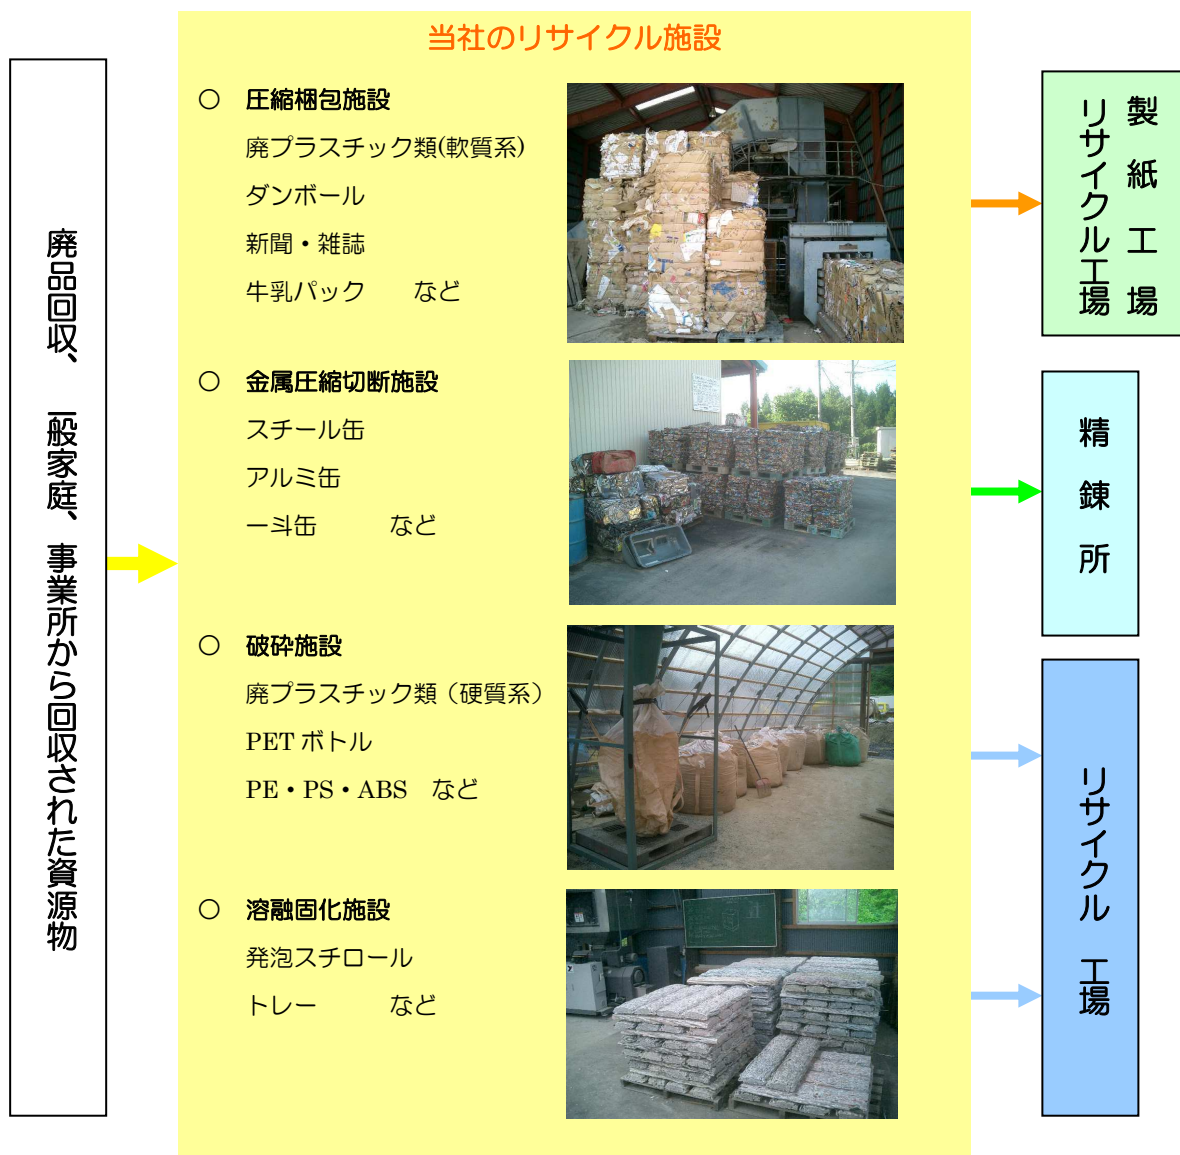 当社のリサイクル施設
廃品回収、　一般家庭、事業所から回収された資源物
○　圧縮梱包施設
廃プラスチック類(軟質系)
ダンボール
新聞・雑誌
牛乳パック　　など
○　金属圧縮切断施設
スチール缶
アルミ缶
一斗缶　　　など
○　破砕施設
廃プラスチック類（硬質系）
PET ボトル
PE・PS・ABS　など
○　溶融固化施設
発泡スチロール
トレー　　　など
製　紙　工　場
リサイクル工場
精　錬　所
リサイクル　工場